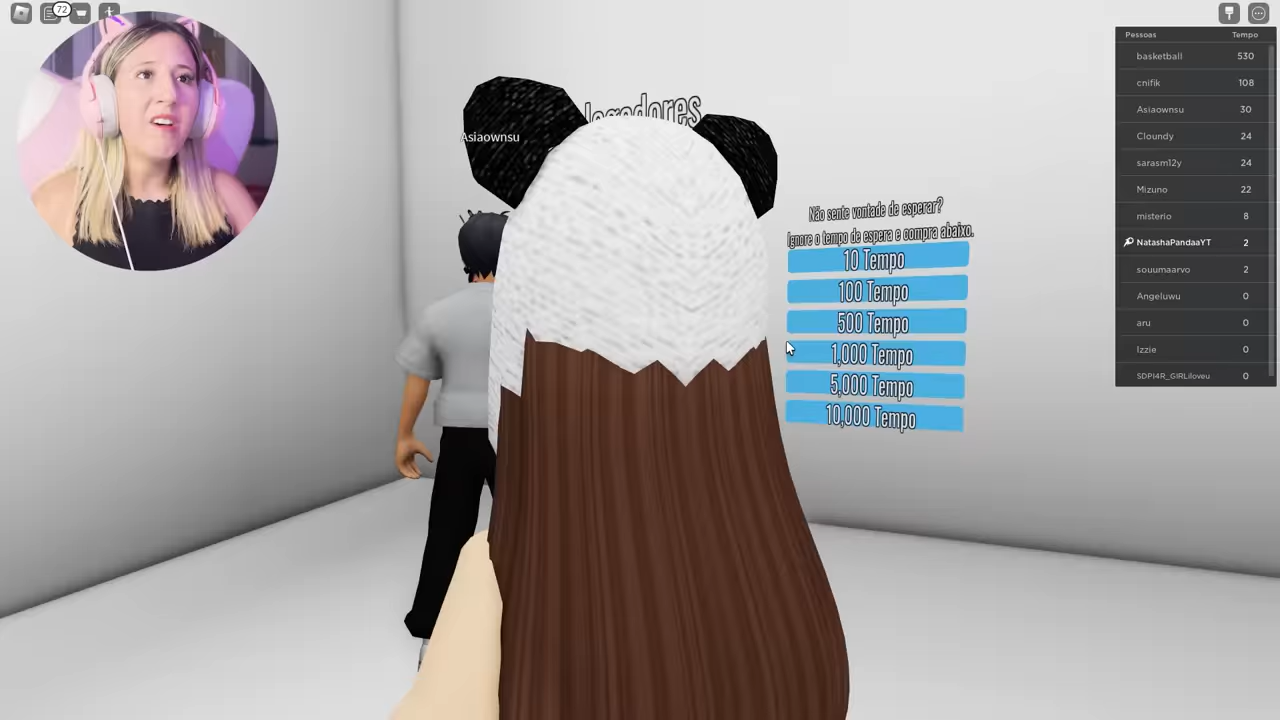 72
Pessoas Tempo
basketball 530
cnifik 108
Asiaownsu 30
Cloundy 24
sarasm12y 24
Mizuno 22
misterio 8
NatashaPandaaYT 2
souumaarvo 2
Angeluwu 0
aru 0
Izzie 0
SDPI4R_GIRLiloveu 0
Jogadores
Asiaownsu
Não sente vontade de esperar?
Ignore o tempo de espera e compra abaixo.
10 Tempo
100 Tempo
500 Tempo
1,000 Tempo
5,000 Tempo
10,000 Tempo